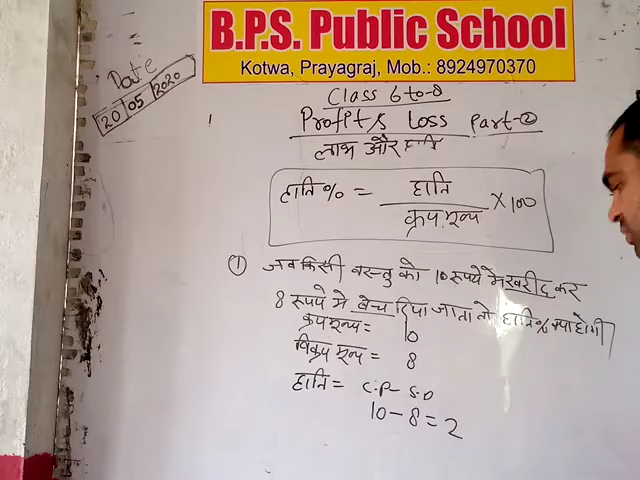 B.P.S. Public School
Kotwa, Prayagraj, Mob.: 8924970370
Date
20/05/2020
Class 6 to-8
Profit & Loss Part-②
लाभ और हानि
हानि % = हानि / क्रय मूल्य × 100
① जब किसी वस्तु को 10 रूपये मे खरीद कर
8 रूपये मे बेच दिया जाता तो हानि% क्या होगी
क्रय मूल्य = 10
विक्रय मूल्य = 8
हानि = C.P - S.P
10 - 8 = 2